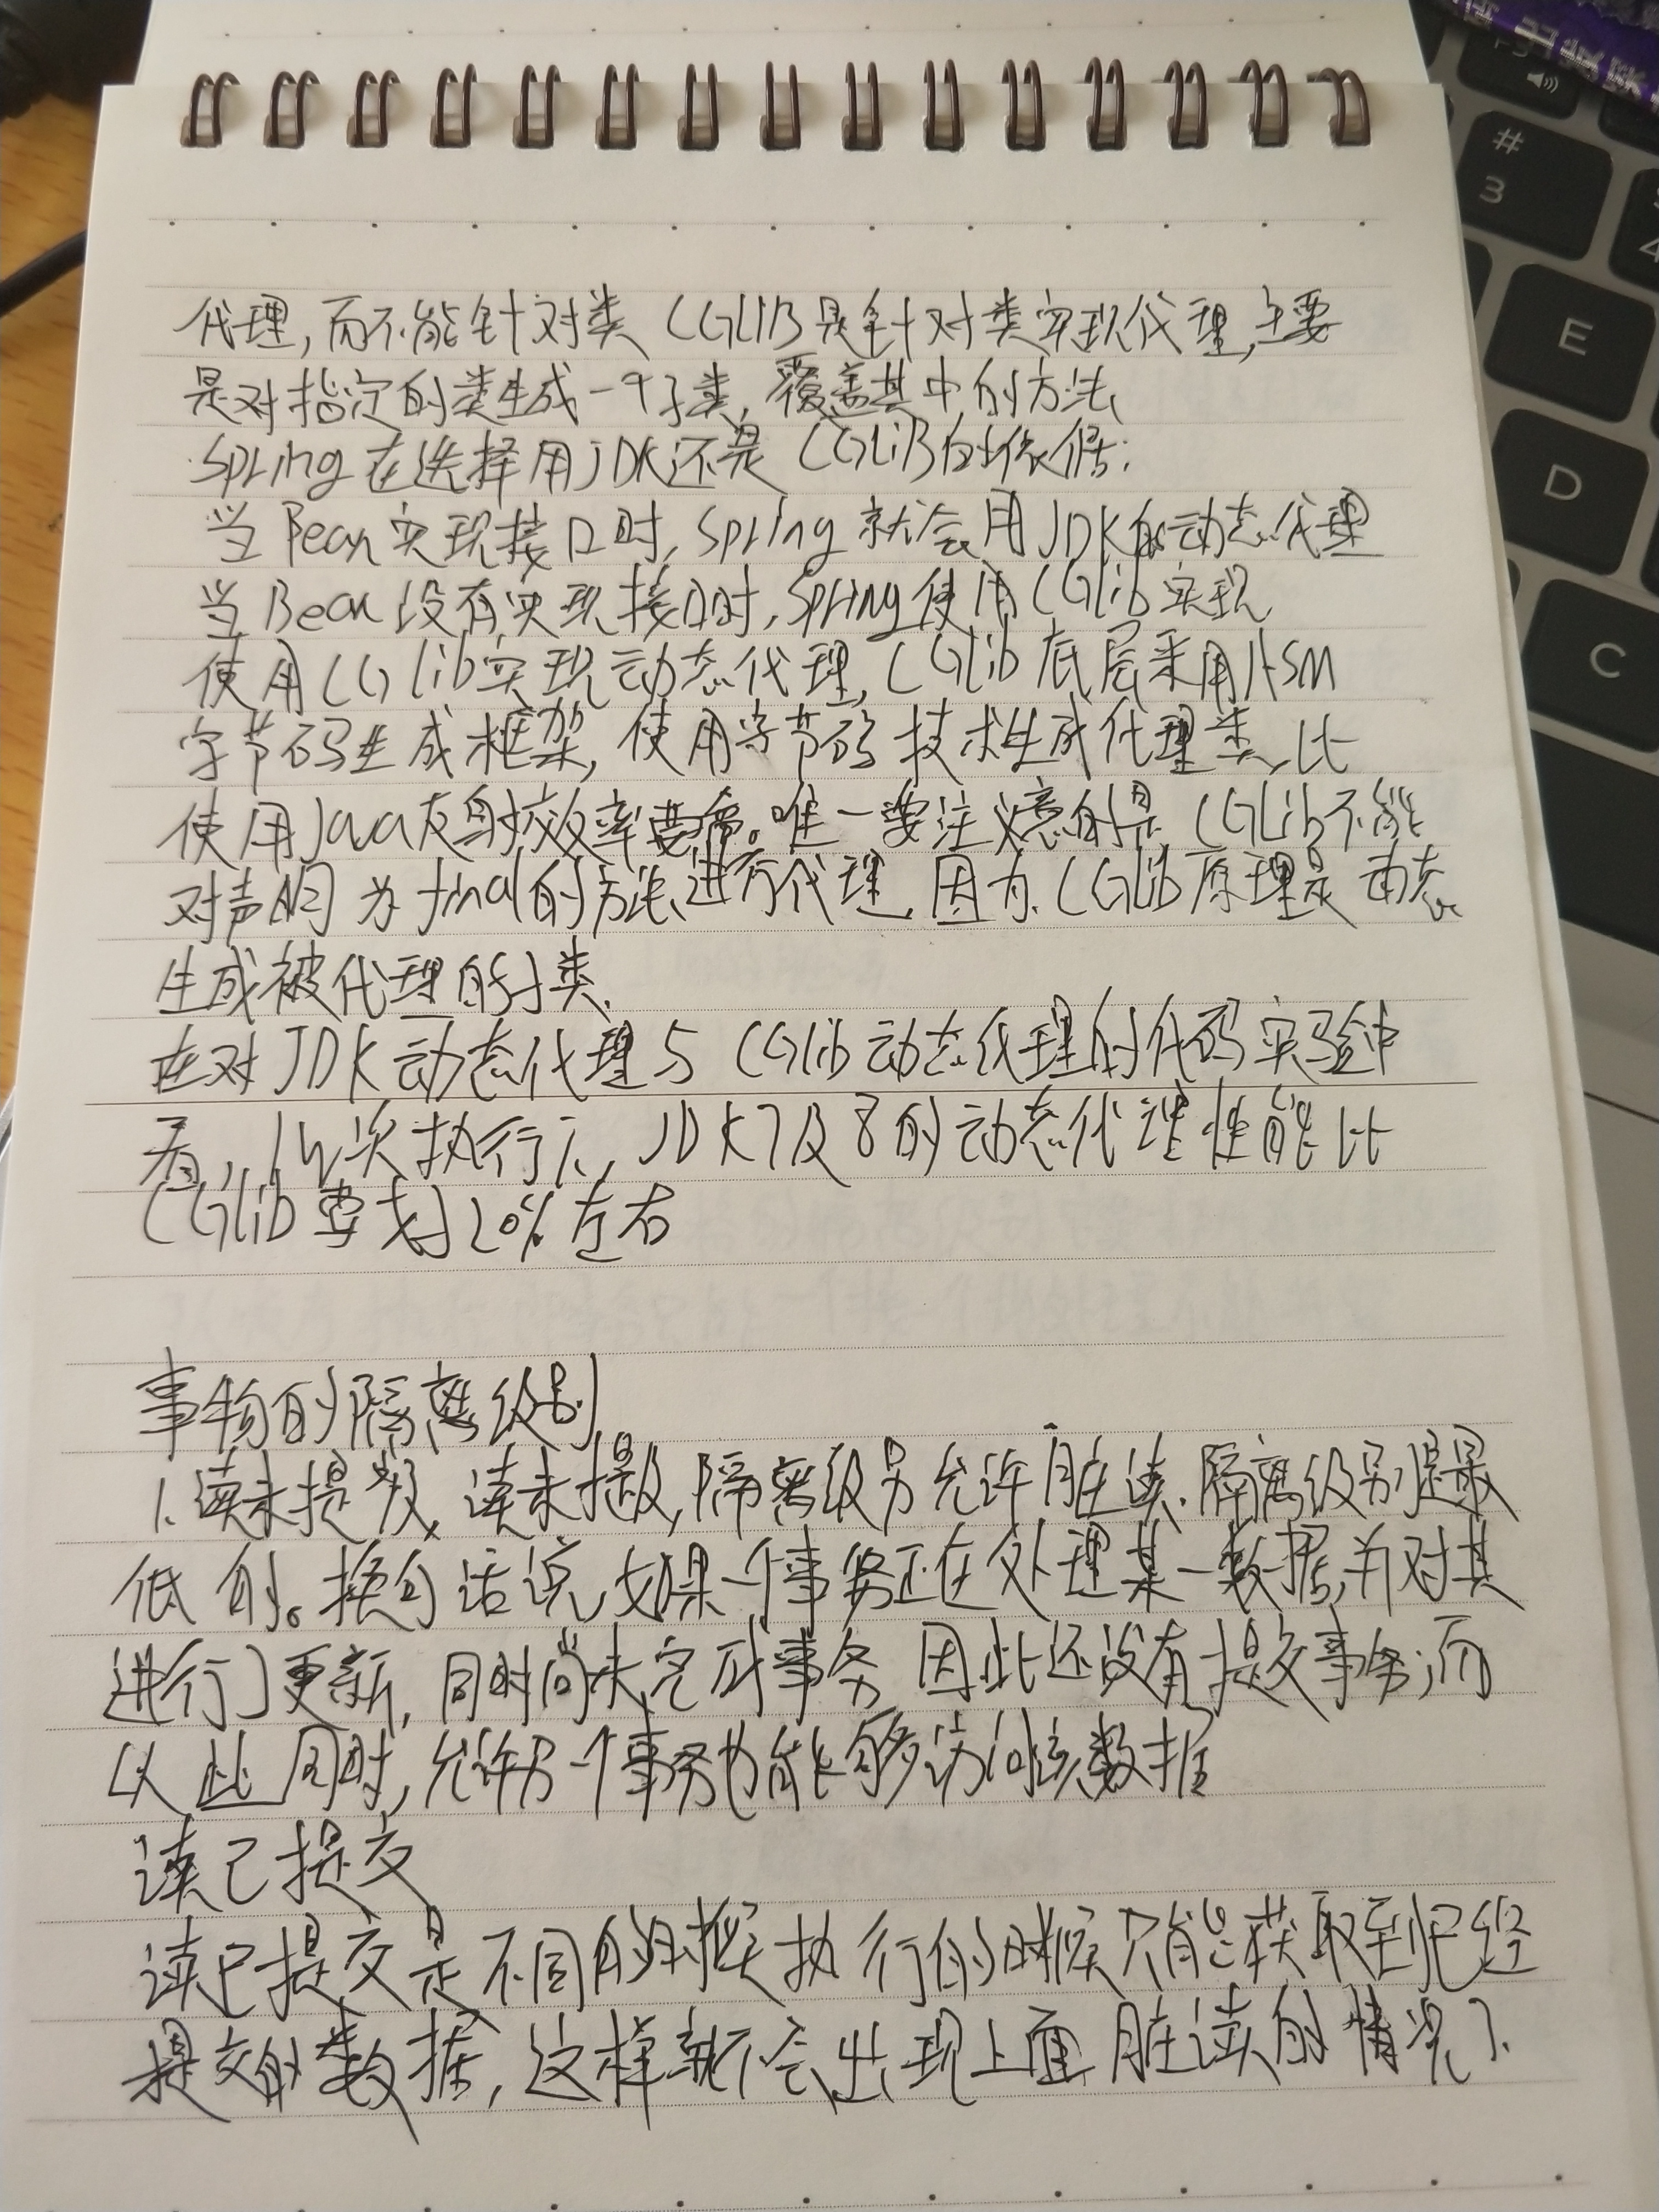 代理，而不能针对类 CGLIB是针对类实现代理，主要
是对指定的类生成一个子类，覆盖其中的方法
Spring在选择用JDK还是 CGLiB的依据：
当Bean实现接口时，Spring就会用JDK的动态代理
当Bean没有实现接口时，Spring使用CGlib实现
使用CGlib实现动态代理，CGlib底层采用ASM
字节码生成框架，使用字节码技术生成代理类，比
使用Java反射效率要高。唯一要注意的是 CGLib不能
对声明为final的方法进行代理，因为CGLib原理是动态
生成被代理的子类、
在对JDK动态代理与CGlib动态代理的代码实验中
看，1W次执行下，JDK7及8的动态代理性能比
CGlib要好20%左右
事物的隔离级别
1、读未提交，读未提及，隔离级另允许脏读、隔离级别是最
低的。换句话说，如果一个事务正在处理某一数据，并对其
进行了更新，同时尚未完成事务 因此还没有提交事务；而
以此同时，允许另一个事务也能够访问该数据
读已提交
读已提交是不同的时候执行的时候只能获取到已经
提交的数据，这样就不会出现上面脏读的情况了、
# 3
E
D
C